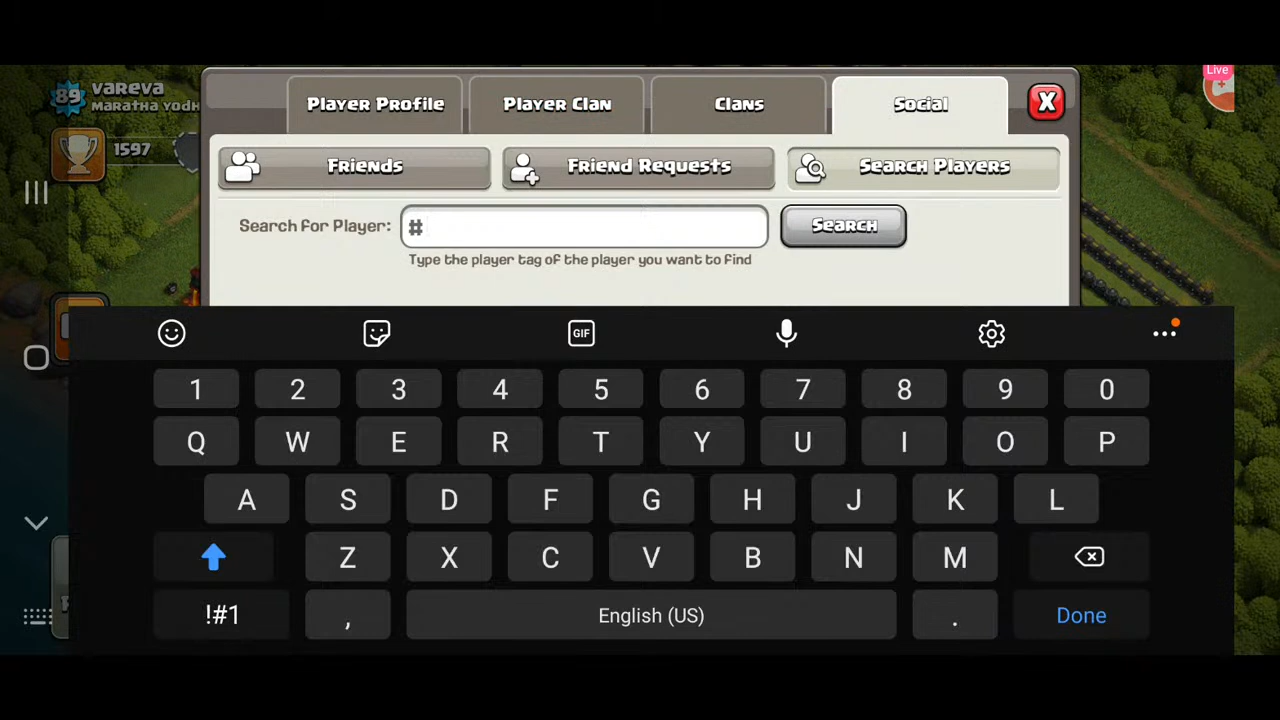 Live
89
vareva
Maratha Yodh
1597
Player Profile
Player Clan
Clans
Social
X
Friends
Friend Requests
Search Players
Search for Player:
#
Search
Type the player tag of the player you want to find
GIF
1 2 3 4 5 6 7 8 9 0
Q W E R T Y U I O P
A S D F G H J K L
Z X C V B N M
!#1 , English (US) . Done